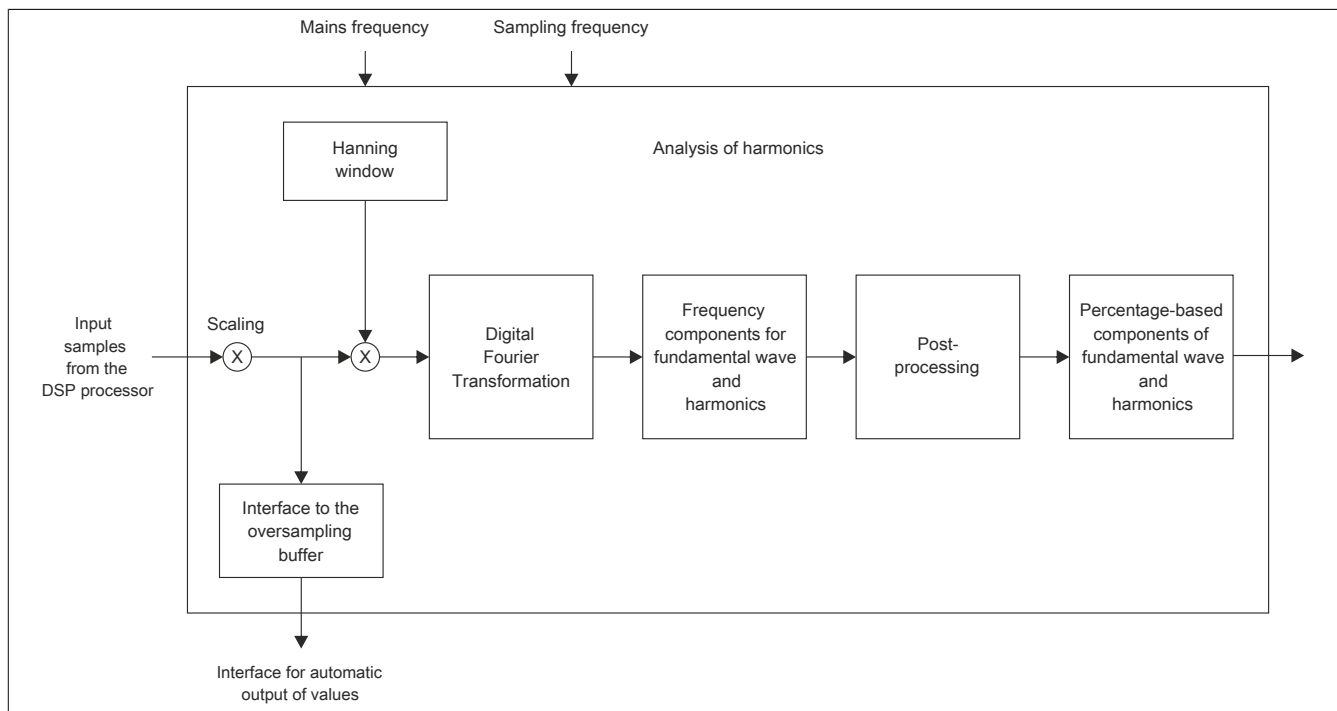 Mains frequency
Sampling frequency
Hanning
window
Analysis of harmonics
Input
samples
from the
DSP processor
Scaling
X
X
Digital
Fourier
Transformation
Frequency
components for
fundamental wave
and
harmonics
Post-
processing
Percentage-based
components of
fundamental wave
and
harmonics
Interface to the
oversampling
buffer
Interface for automatic
output of values